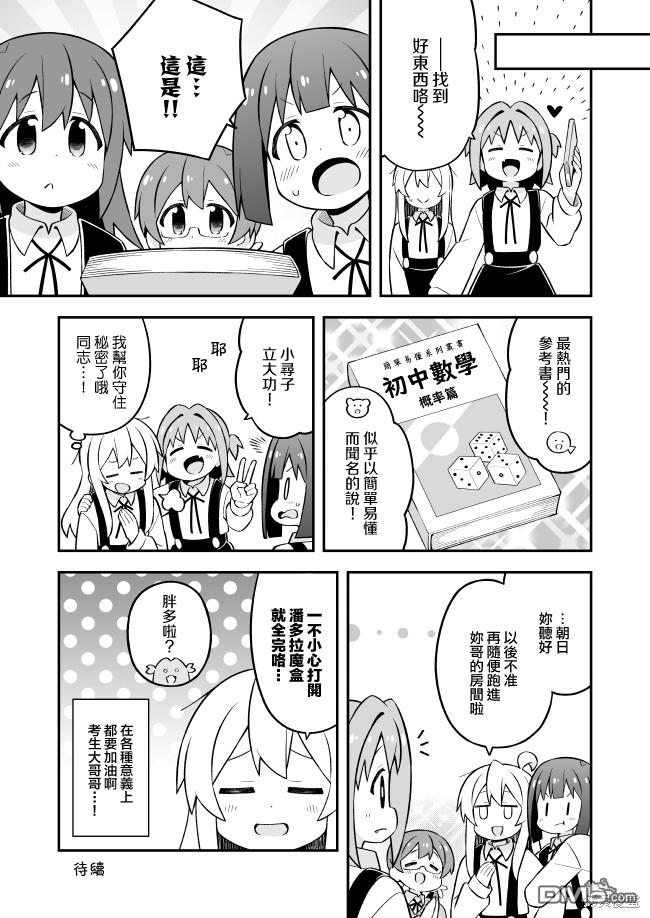 ——找到
好東西咯～～
這…
這是!!
最熱門的
參考書～～！
簡單易懂系列叢書
初中數學
概率篇
似乎以簡單易懂
而聞名的說！
小尋子
立大功！
耶
耶
我幫你守住
秘密了哦
同志…！
…朝日
妳聽好
以後不准
再隨便跑進
妳哥的房間啦
一不小心打開
潘多拉魔盒
就全完咯…
胖多啦？
在各種意義上
都要加油啊
考生大哥哥…！
待續